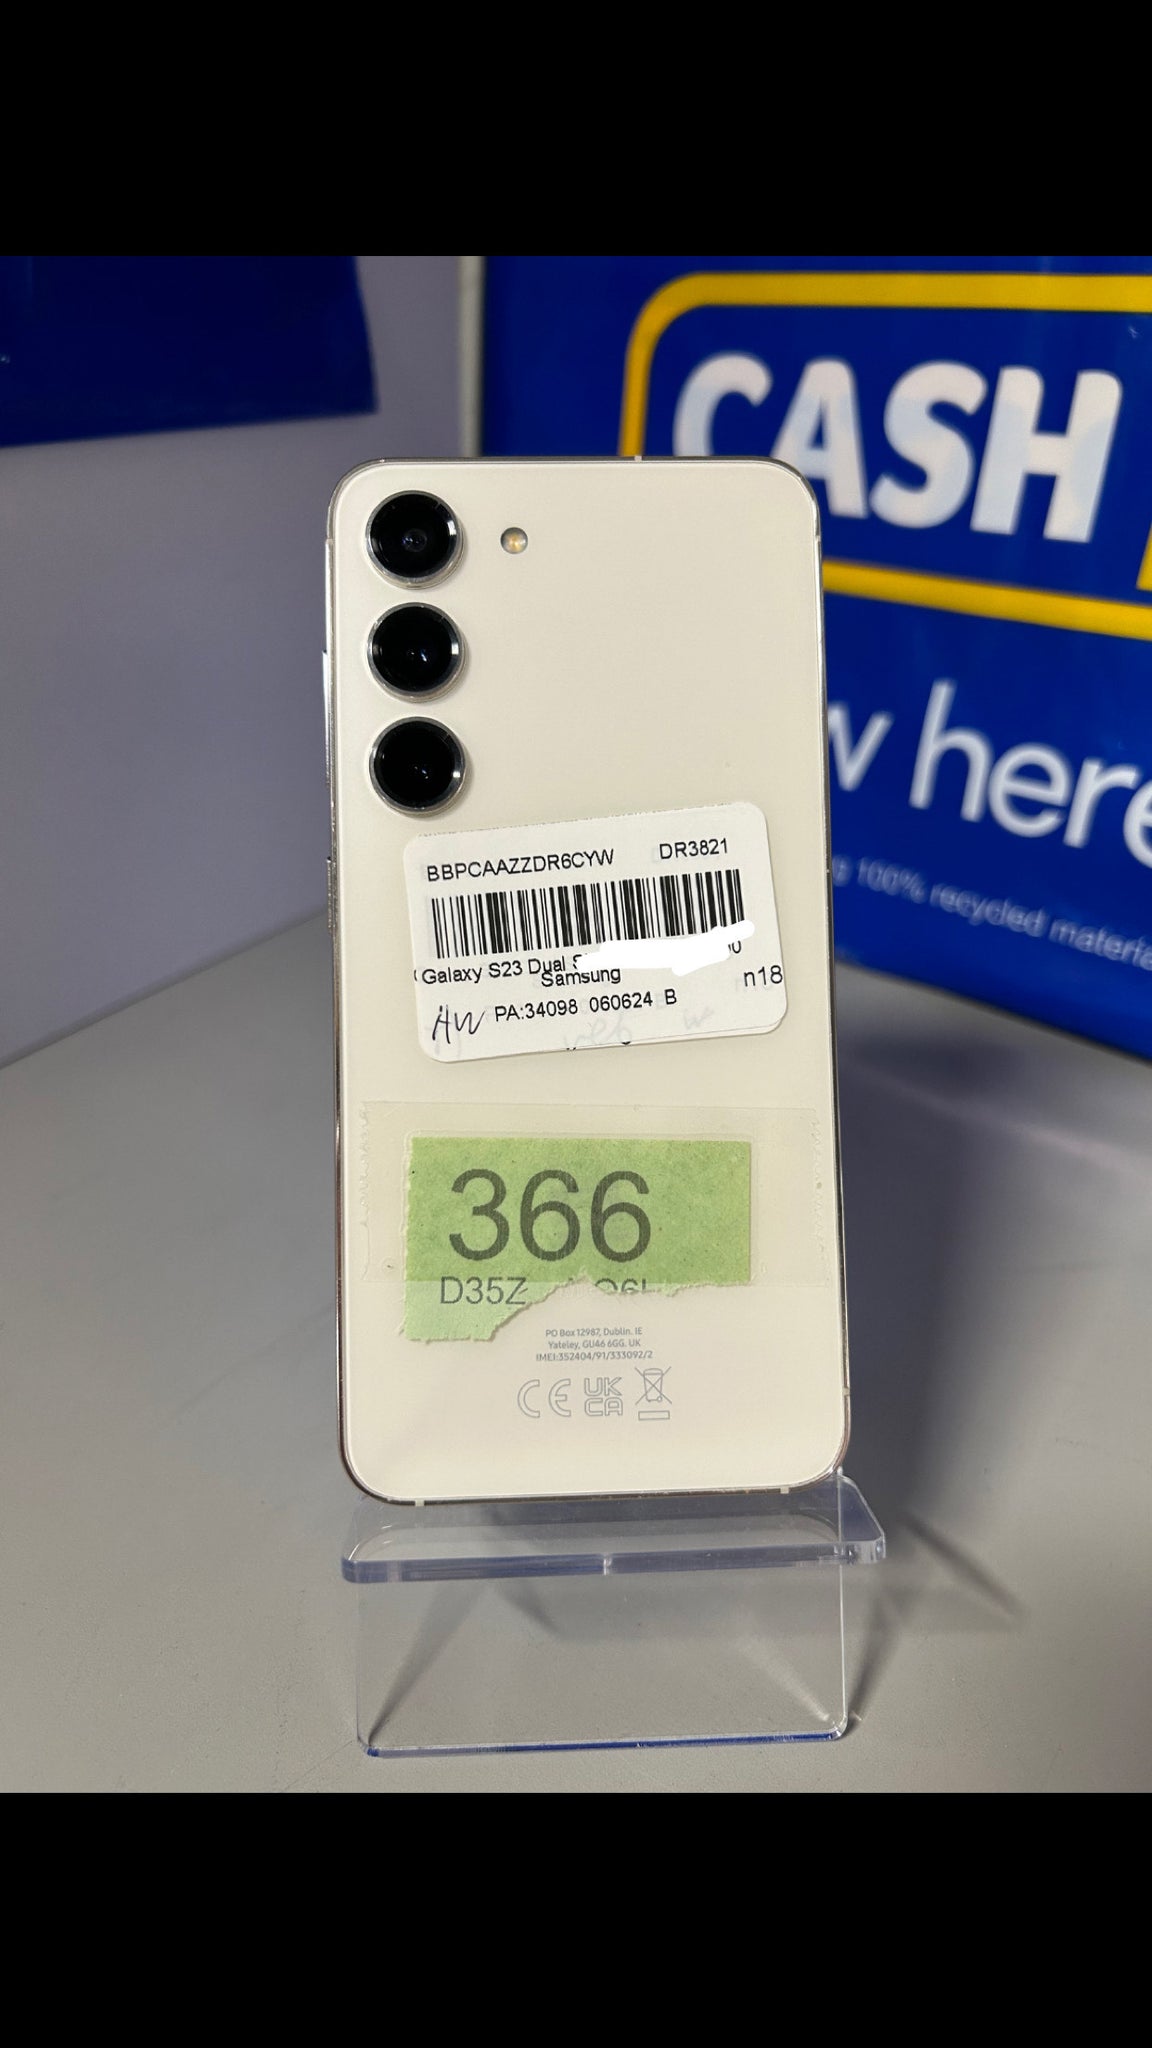 CASH
here
100% recycled
BBPCAAZZDR6CYW DR3821
Galaxy S23 Dual
Samsung
n18
HW PA:34098 060624 B
366
D35Z
PO Box 12987, Dublin. IE
Yateley, GU46 6GG. UK
IMEI:352404/91/333092/2
CE UK CA